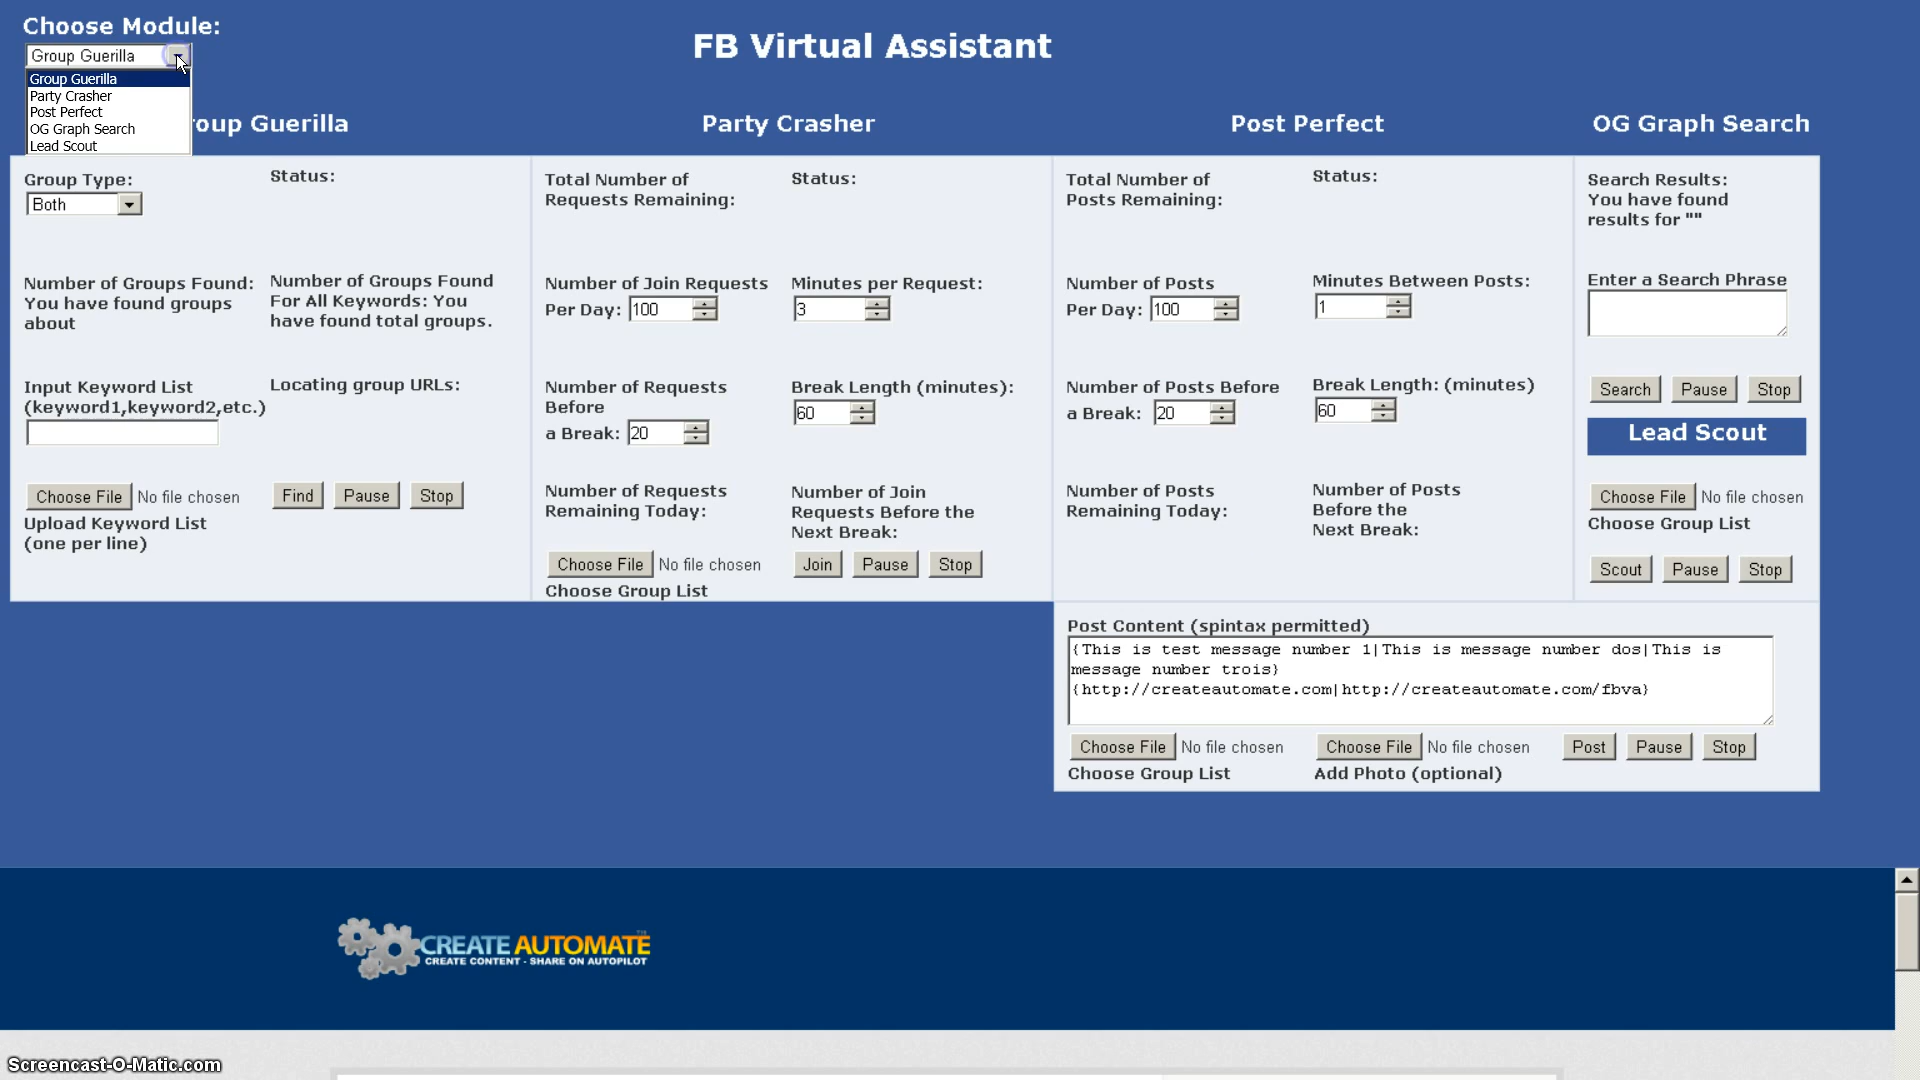 Choose Module:
Group Guerilla
Group Guerilla
Party Crasher
Post Perfect
OG Graph Search
Lead Scout
FB Virtual Assistant
roup Guerilla
Party Crasher
Post Perfect
OG Graph Search
Group Type:
Both
Status:
Number of Groups Found:
You have found groups
about
Number of Groups Found
For All Keywords: You
have found total groups.
Input Keyword List
(keyword1,keyword2,etc.)
Locating group URLs:
Choose File No file chosen
Upload Keyword List
(one per line)
Find Pause Stop
Total Number of
Requests Remaining:
Status:
Number of Join Requests
Per Day: 100
Minutes per Request:
3
Number of Requests
Before
a Break: 20
Break Length (minutes):
60
Number of Requests
Remaining Today:
Number of Join
Requests Before the
Next Break:
Choose File No file chosen
Choose Group List
Join Pause Stop
Total Number of
Posts Remaining:
Status:
Number of Posts
Per Day: 100
Minutes Between Posts:
1
Number of Posts Before
a Break: 20
Break Length: (minutes)
60
Number of Posts
Remaining Today:
Number of Posts
Before the
Next Break:
Search Results:
You have found
results for ""
Enter a Search Phrase
Search Pause Stop
Lead Scout
Choose File No file chosen
Choose Group List
Scout Pause Stop
Post Content (spintax permitted)
{This is test message number 1|This is message number dos|This is
message number trois}
{http://createautomate.com|http://createautomate.com/fbva}
Choose File No file chosen
Choose Group List
Choose File No file chosen
Add Photo (optional)
Post Pause Stop
CREATE AUTOMATE™
CREATE CONTENT - SHARE ON AUTOPILOT
Screencast-O-Matic.com